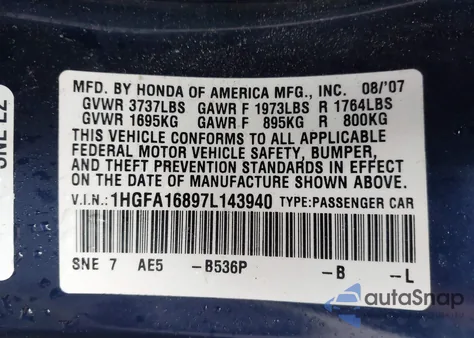 MFD. BY HONDA OF AMERICA MFG., INC. 08/'07
GVWR 3737LBS GAWR F 1973LBS R 1764LBS
GVWR 1695KG GAWR F 895KG R 800KG
THIS VEHICLE CONFORMS TO ALL APPLICABLE
FEDERAL MOTOR VEHICLE SAFETY, BUMPER,
AND THEFT PREVENTION STANDARDS IN EFFECT
ON THE DATE OF MANUFACTURE SHOWN ABOVE.
V.I.N.:1HGFA16897L143940 TYPE:PASSENGER CAR
SNE 7 AE5 -B536P -B -L
autoSnap